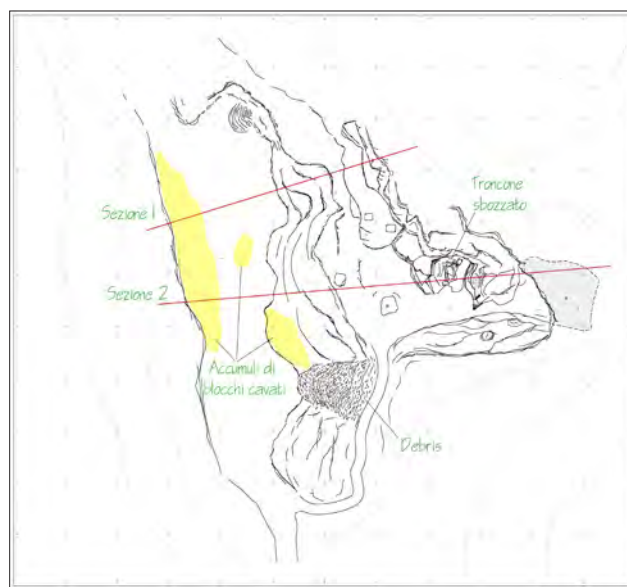 Troncone
sbozzato
Sezione 1
Sezione 2
Accumuli di
blocchi cavati
Debris